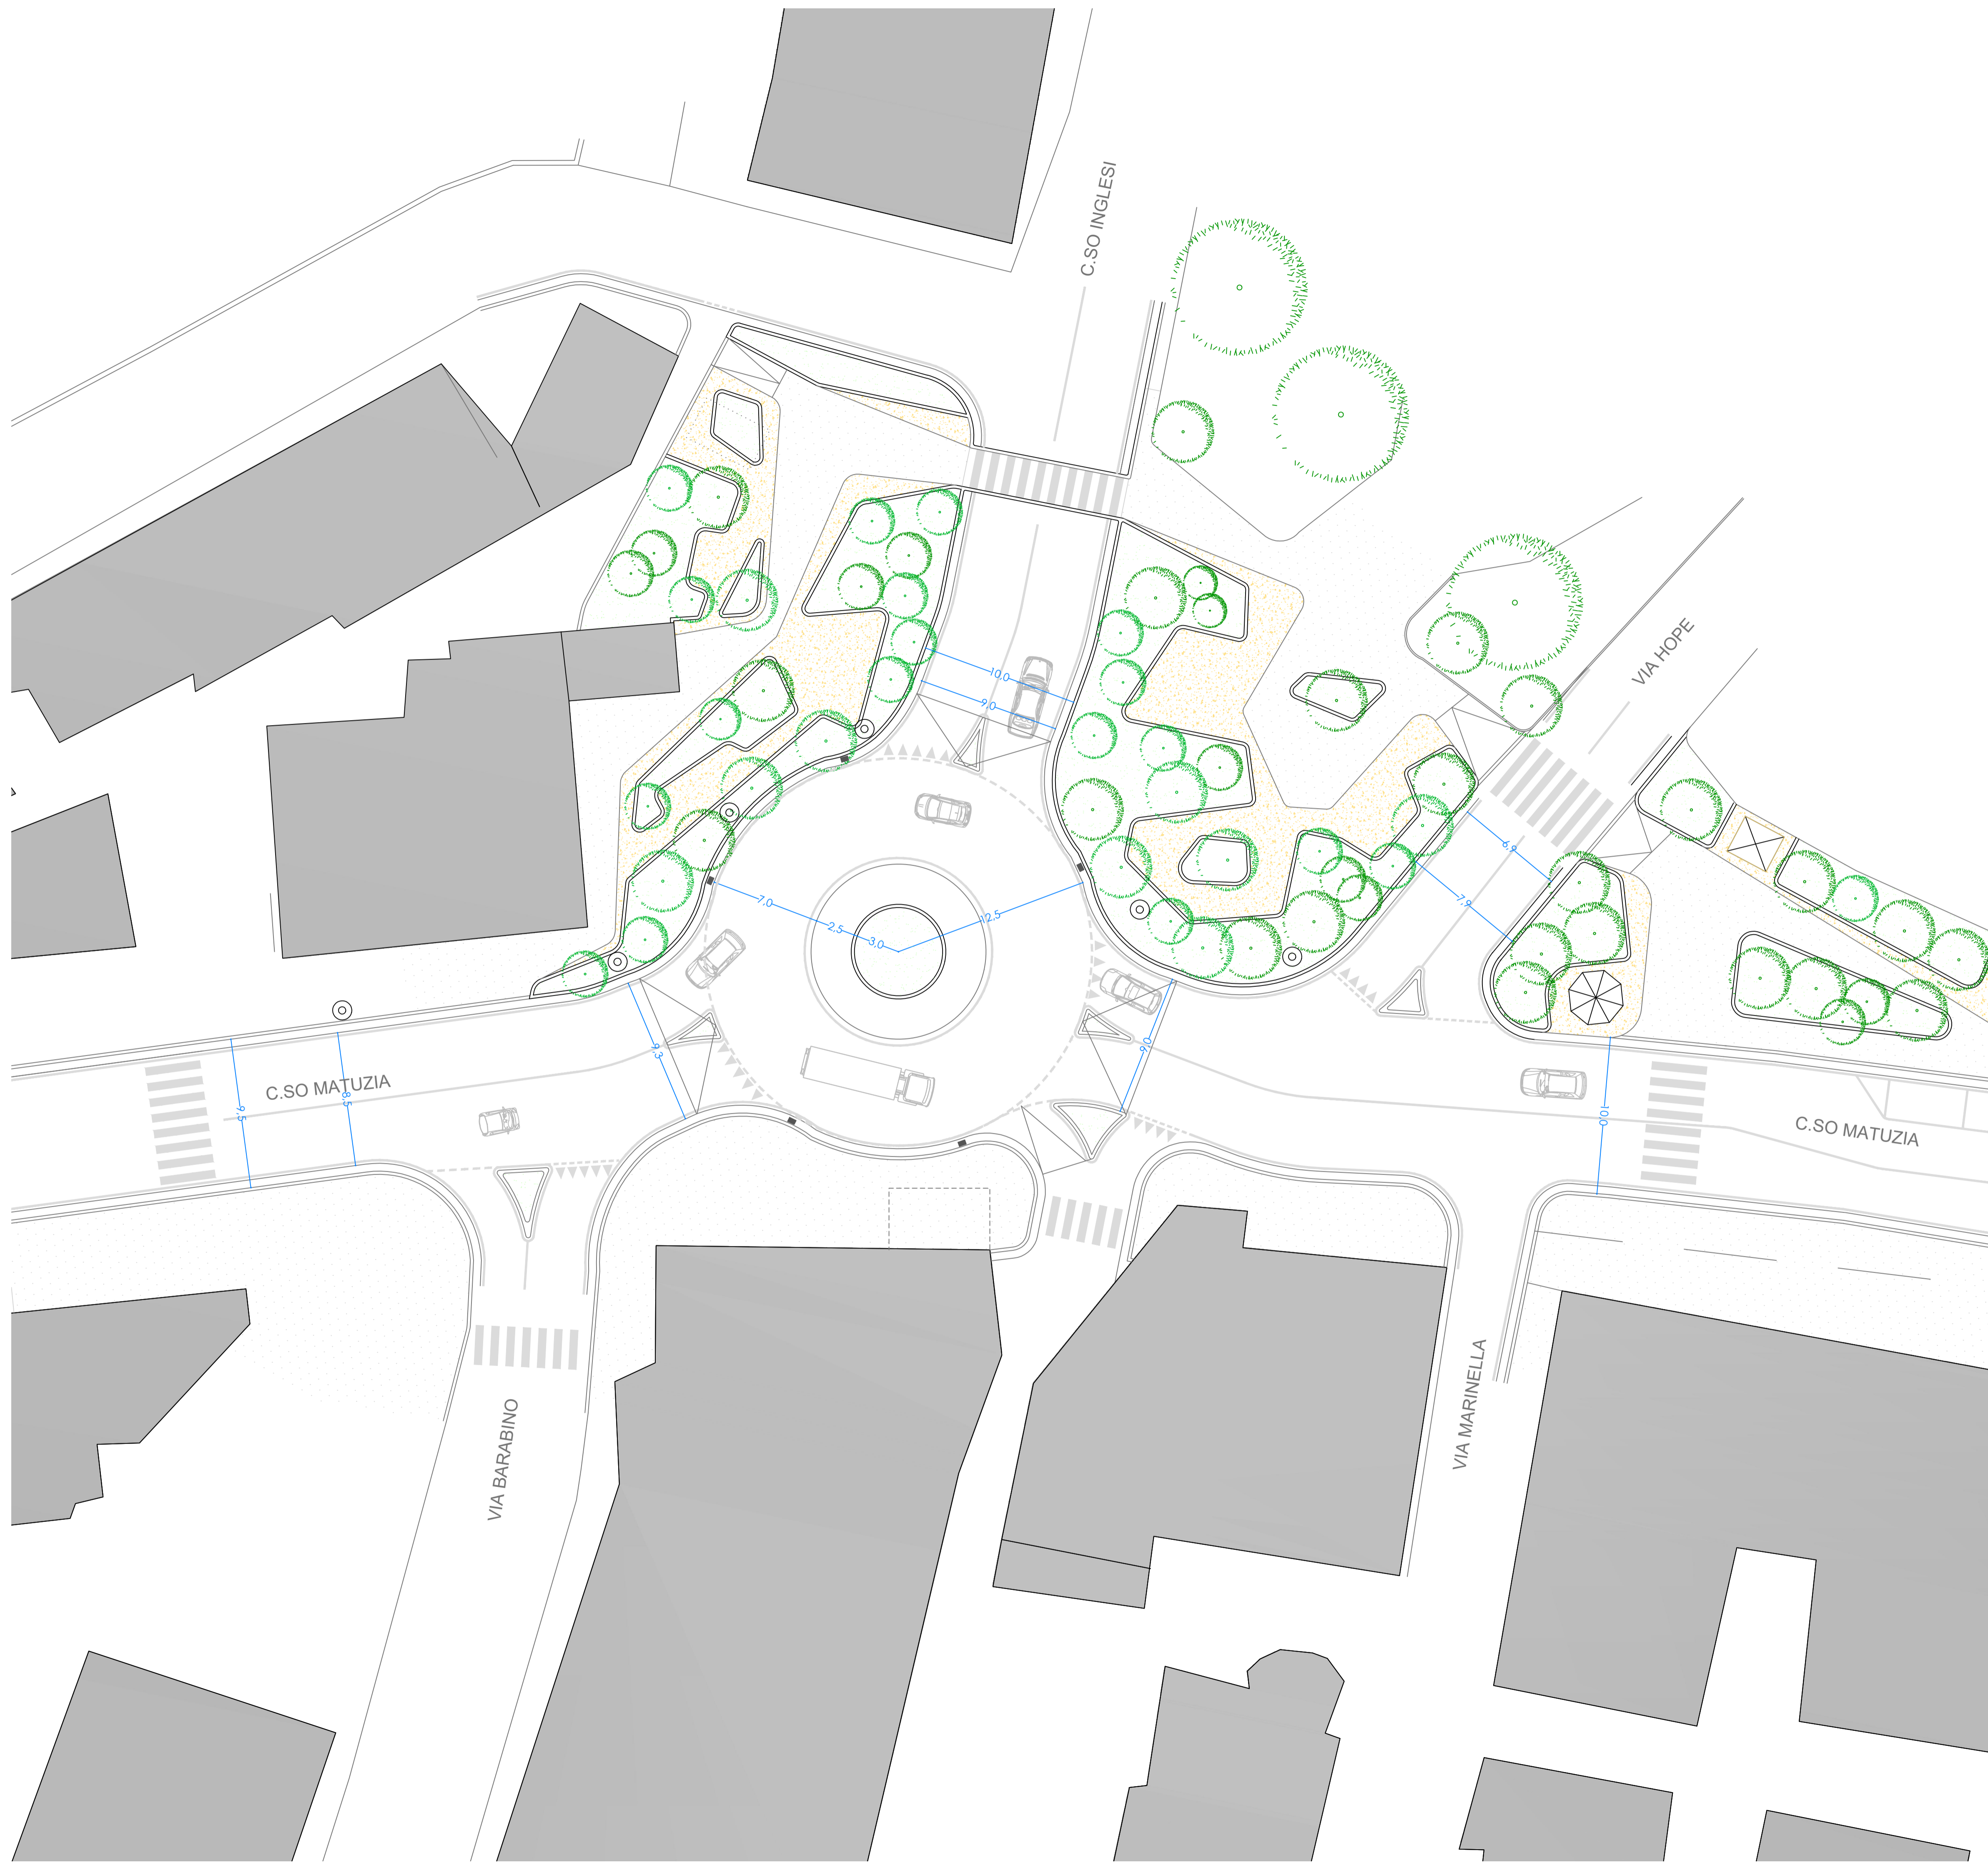 C.SO INGLESI
VIA HOPE
10,0
9,0
6,9
7,9
7,0
2,5
3,0
12,5
9,3
9,0
C.SO MATUZIA
9,5
8,5
10,0
C.SO MATUZIA
VIA BARABINO
VIA MARINELLA